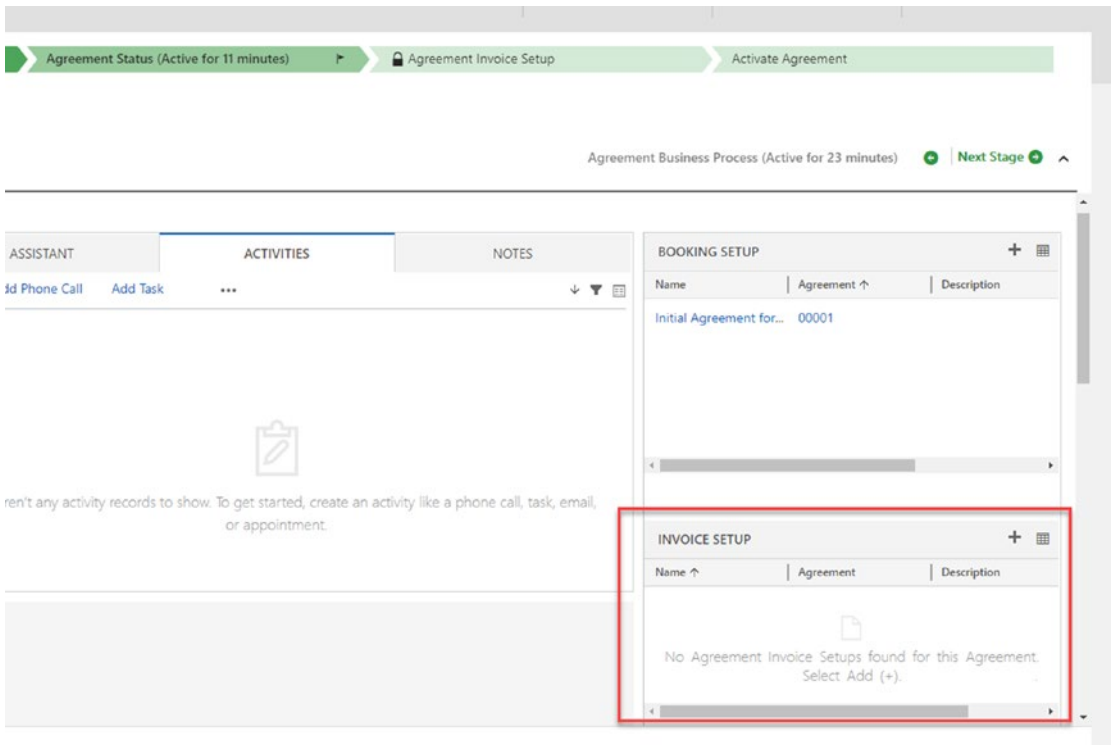 Agreement Status (Active for 11 minutes)
Agreement Invoice Setup
Activate Agreement
Agreement Business Process (Active for 23 minutes)
Next Stage
ASSISTANT
ACTIVITIES
NOTES
Phone Call
Add Task
...
ren't any activity records to show. To get started, create an activity like a phone call, task, email,
or appointment.
BOOKING SETUP
Name
Agreement
Description
Initial Agreement for...
00001
INVOICE SETUP
Name
Agreement
Description
No Agreement Invoice Setups found for this Agreement.
Select Add (+).